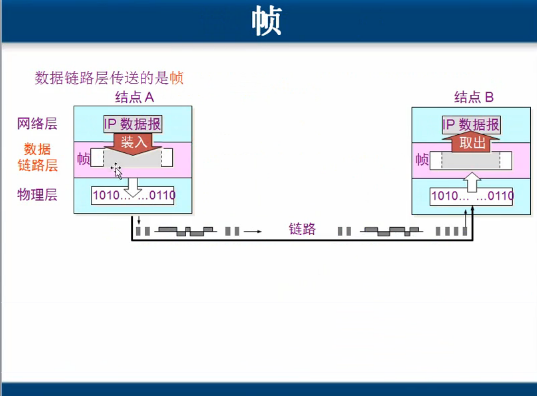 帧
数据链路层传送的是帧
结点 A
结点 B
网络层
IP 数据报
IP 数据报
装入
取出
数据
链路层
帧
帧
物理层
1010… …0110
1010… …0110
链路